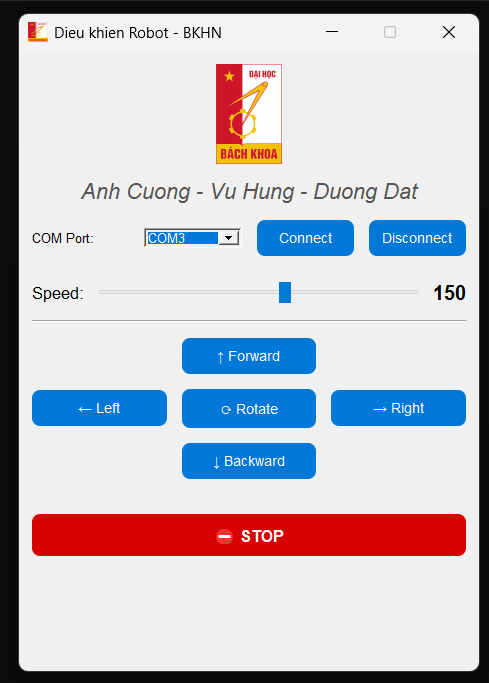 Dieu khien Robot - BKHN
ĐẠI HỌC
BÁCH KHOA
Anh Cuong - Vu Hung - Duong Dat
COM Port: COM3 Connect Disconnect
Speed: 150
↑ Forward
← Left ⟳ Rotate → Right
↓ Backward
⛔ STOP